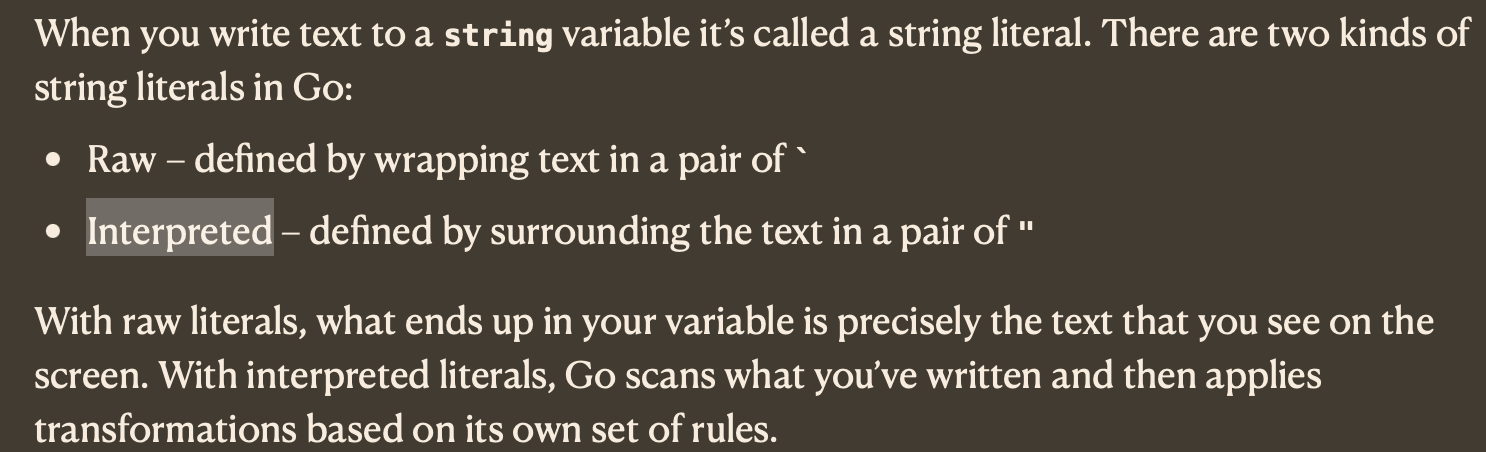 When you write text to a string variable it’s called a string literal. There are two kinds of
string literals in Go:
• Raw – defined by wrapping text in a pair of `
• Interpreted – defined by surrounding the text in a pair of "
With raw literals, what ends up in your variable is precisely the text that you see on the
screen. With interpreted literals, Go scans what you’ve written and then applies
transformations based on its own set of rules.